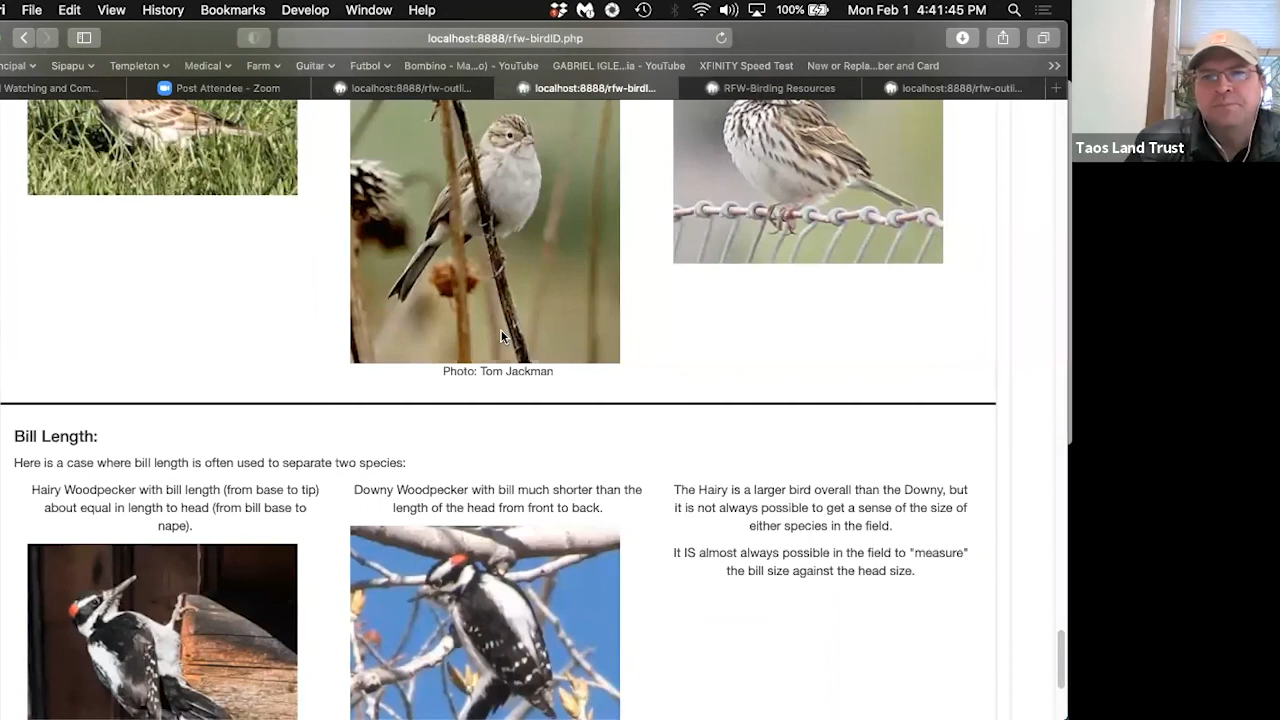 ri File Edit View History Bookmarks Develop Window Help 100% Mon Feb 1 4:41:45 PM
localhost:8888/rfw-birdID.php
ncipal Sipapu Templeton Medical Farm Guitar Futbol Bombino - Ma...o) – YouTube GABRIEL IGLE...ia - YouTube XFINITY Speed Test New or Repla...ber and Card
l Watching and Com... Post Attendee - Zoom localhost:8888/rfw-outli... localhost:8888/rfw-birdI... RFW-Birding Resources localhost:8888/rfw-outli...
Taos Land Trust
Photo: Tom Jackman
Bill Length:
Here is a case where bill length is often used to separate two species:
Hairy Woodpecker with bill length (from base to tip)
about equal in length to head (from bill base to
nape).
Downy Woodpecker with bill much shorter than the
length of the head from front to back.
The Hairy is a larger bird overall than the Downy, but
it is not always possible to get a sense of the size of
either species in the field.
It IS almost always possible in the field to "measure"
the bill size against the head size.